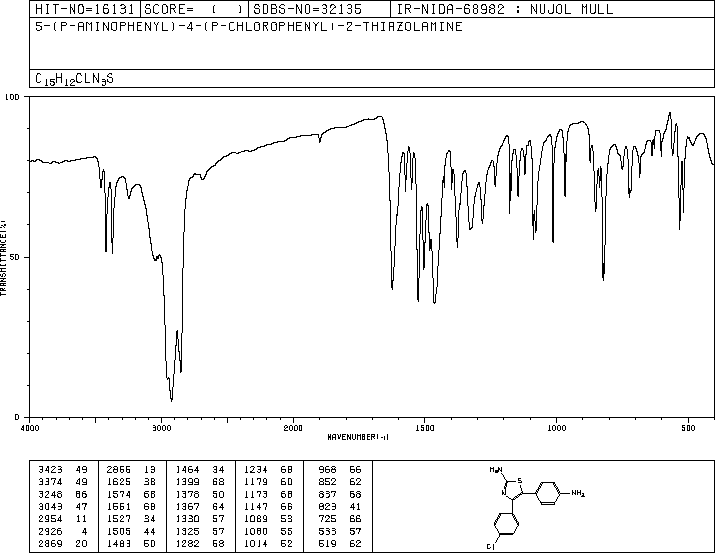 HIT-NO=16131 SCORE= ( ) SDBS-NO=32135 IR-NIDA-68982 : NUJOL MULL
5-(P-AMINOPHENYL)-4-(P-CHLOROPHENYL)-2-THIAZOLAMINE
C15H12CLN3S
100
TRANSMITTANCE(%)
50
0
4000 3000 2000 1500 1000 500
WAVENUMBER(-1)
3423 49 2856 13 1464 34 1234 68 968 66
3374 49 1625 38 1399 68 1179 60 852 62
3248 66 1574 68 1378 50 1173 68 837 68
3043 47 1551 68 1367 64 1147 66 823 41
2954 11 1527 34 1330 57 1089 53 725 66
2926 4 1505 44 1325 57 1080 55 533 57
2869 20 1483 50 1282 58 1014 52 519 62
H2N
S
N
NH2
Cl